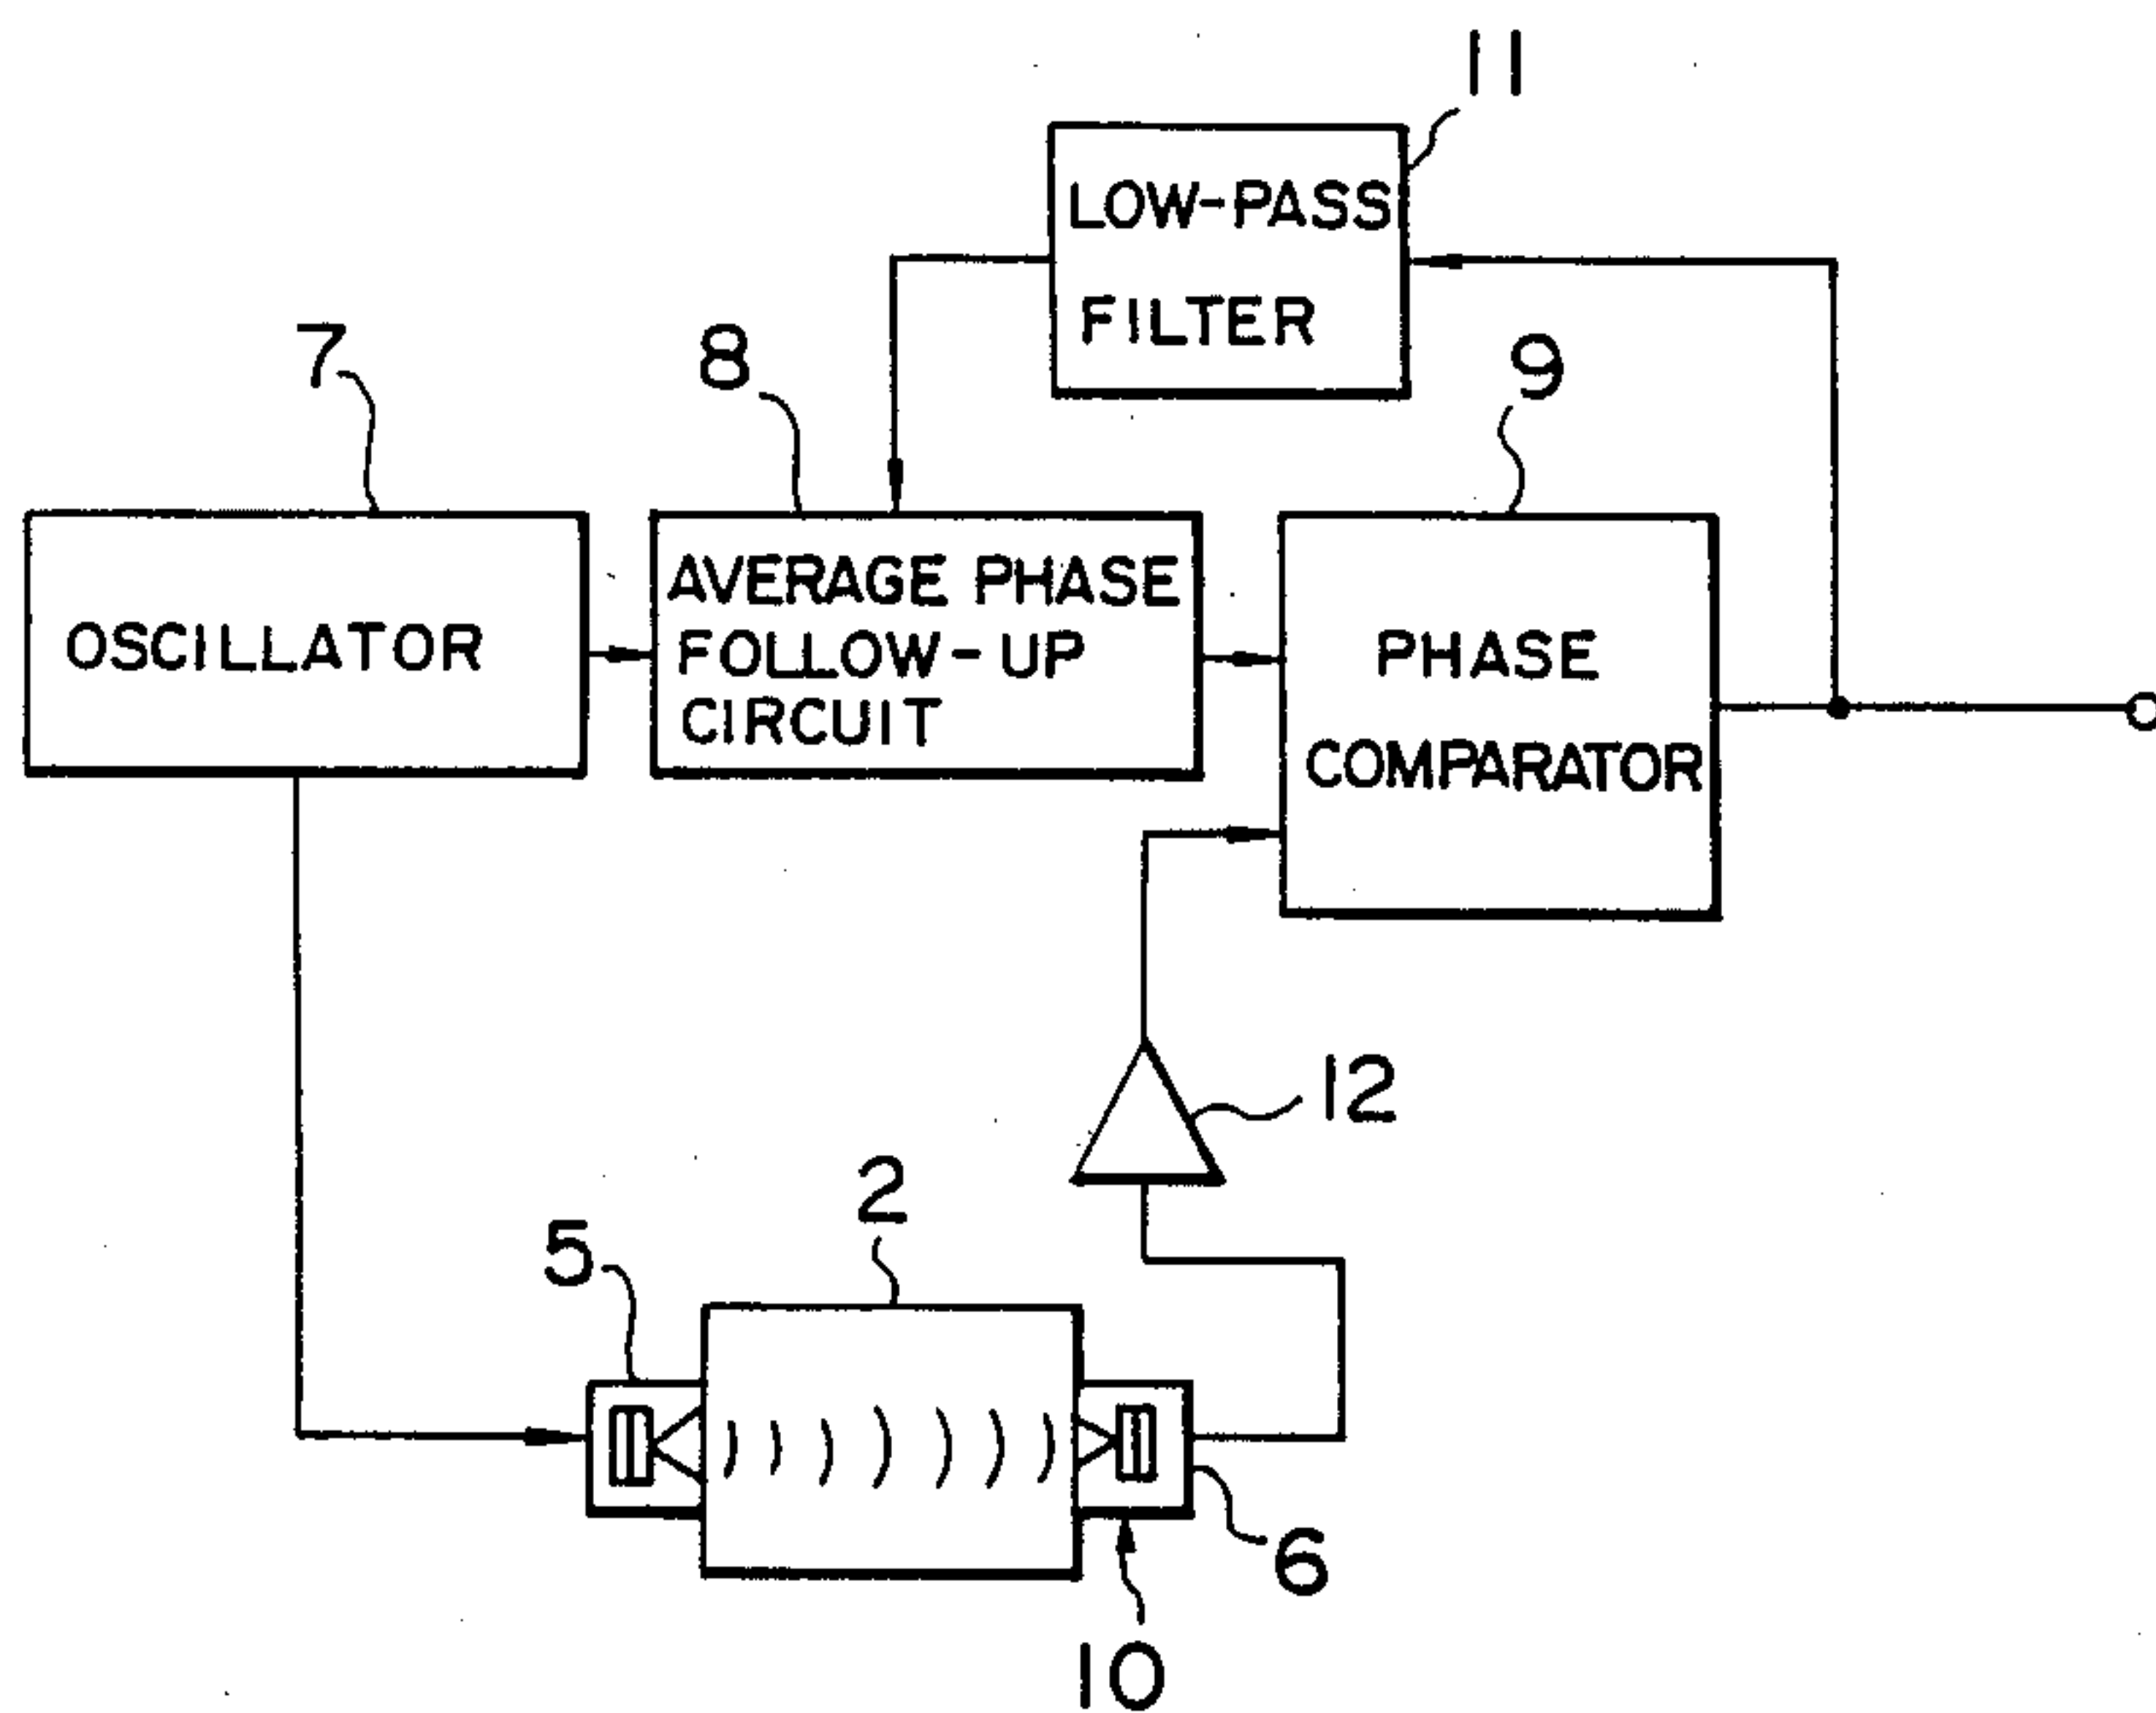 11
LOW-PASS
FILTER
7
8
9
OSCILLATOR
AVERAGE PHASE
FOLLOW-UP
CIRCUIT
PHASE
COMPARATOR
12
2
5
6
10